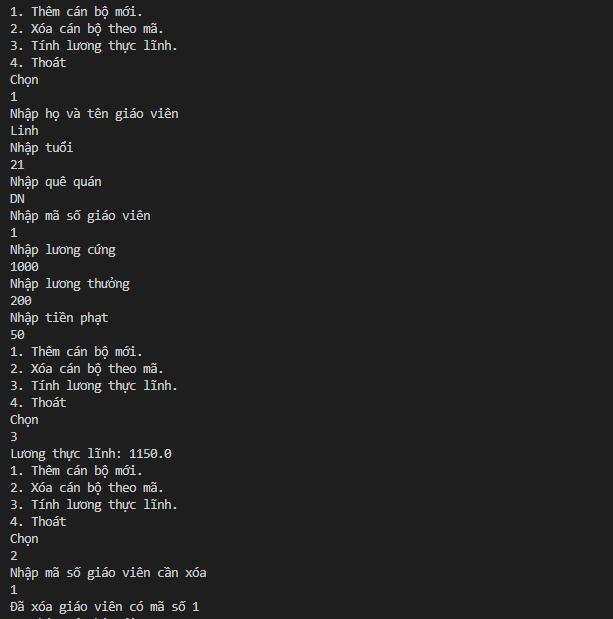 1. Thêm cán bộ mới.
2. Xóa cán bộ theo mã.
3. Tính lương thực lĩnh.
4. Thoát
Chọn
1
Nhập họ và tên giáo viên
Linh
Nhập tuổi
21
Nhập quê quán
DN
Nhập mã số giáo viên
1
Nhập lương cứng
1000
Nhập lương thưởng
200
Nhập tiền phạt
50
1. Thêm cán bộ mới.
2. Xóa cán bộ theo mã.
3. Tính lương thực lĩnh.
4. Thoát
Chọn
3
Lương thực lĩnh: 1150.0
1. Thêm cán bộ mới.
2. Xóa cán bộ theo mã.
3. Tính lương thực lĩnh.
4. Thoát
Chọn
2
Nhập mã số giáo viên cần xóa
1
Đã xóa giáo viên có mã số 1